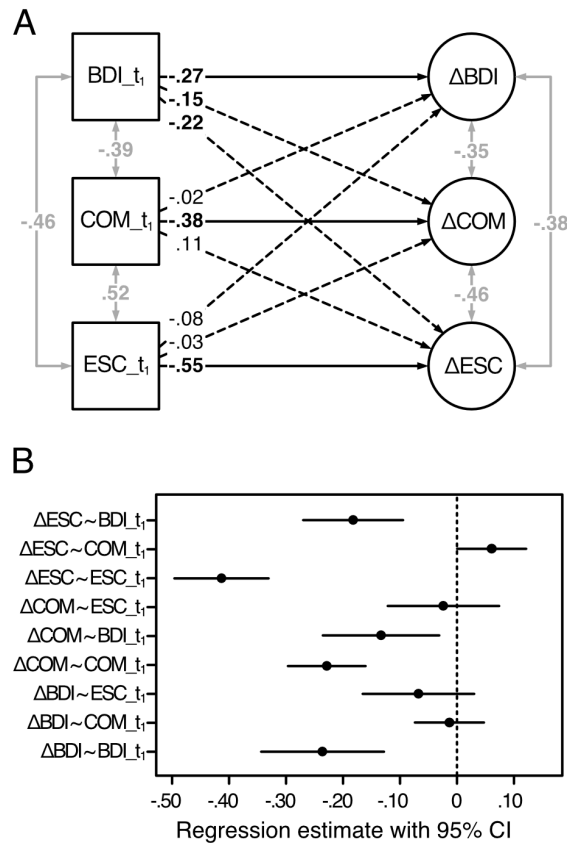 A
BDI_t1
-.27
-.15
-.22
ΔBDI
-.39
-.35
-.46
COM_t1
-.02
-.38
.11
ΔCOM
-.38
.52
-.46
-.08
-.03
-.55
ESC_t1
ΔESC
B
ΔESC~BDI_t1
ΔESC~COM_t1
ΔESC~ESC_t1
ΔCOM~ESC_t1
ΔCOM~BDI_t1
ΔCOM~COM_t1
ΔBDI~ESC_t1
ΔBDI~COM_t1
ΔBDI~BDI_t1
-.50 -.40 -.30 -.20 -.10 0 .10
Regression estimate with 95% CI